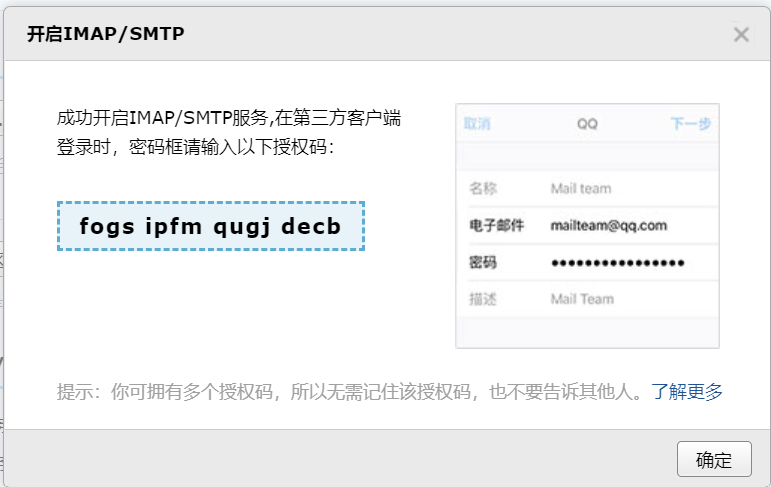 开启IMAP/SMTP
成功开启IMAP/SMTP服务,在第三方客户端
登录时，密码框请输入以下授权码：
fogs ipfm qugj decb
取消 QQ 下一步
名称 Mail team
电子邮件 mailteam@qq.com
密码 ●●●●●●●●●●●●●●●●
描述 Mail Team
提示：你可拥有多个授权码，所以无需记住该授权码，也不要告诉其他人。了解更多
确定